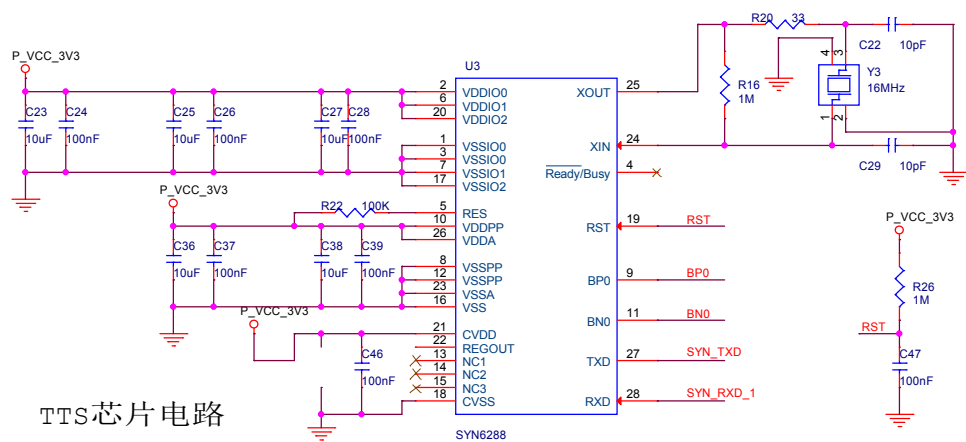 P_VCC_3V3
C23
10uF
C24
100nF
C25
10uF
C26
100nF
C27
10uF
C28
100nF
P_VCC_3V3
R22
100K
C36
10uF
C37
100nF
C38
10uF
C39
100nF
P_VCC_3V3
C46
100nF
TTS芯片电路
U3
2 VDDIO0
6 VDDIO1
20 VDDIO2
1 VSSIO0
3 VSSIO0
7 VSSIO1
17 VSSIO2
5 RES
10 VDDPP
26 VDDA
8 VSSPP
12 VSSPP
23 VSSA
16 VSS
21 CVDD
22 REGOUT
13 NC1
14 NC2
15 NC3
18 CVSS
XOUT 25
XIN 24
Ready/Busy 4
RST 19 RST
BP0 9 BP0
BN0 11 BN0
TXD 27 SYN_TXD
RXD 28 SYN_RXD_1
SYN6288
R20 33
R16
1M
C22 10pF
4 3
Y3
16MHz
1 2
C29 10pF
P_VCC_3V3
R26
1M
RST
C47
100nF